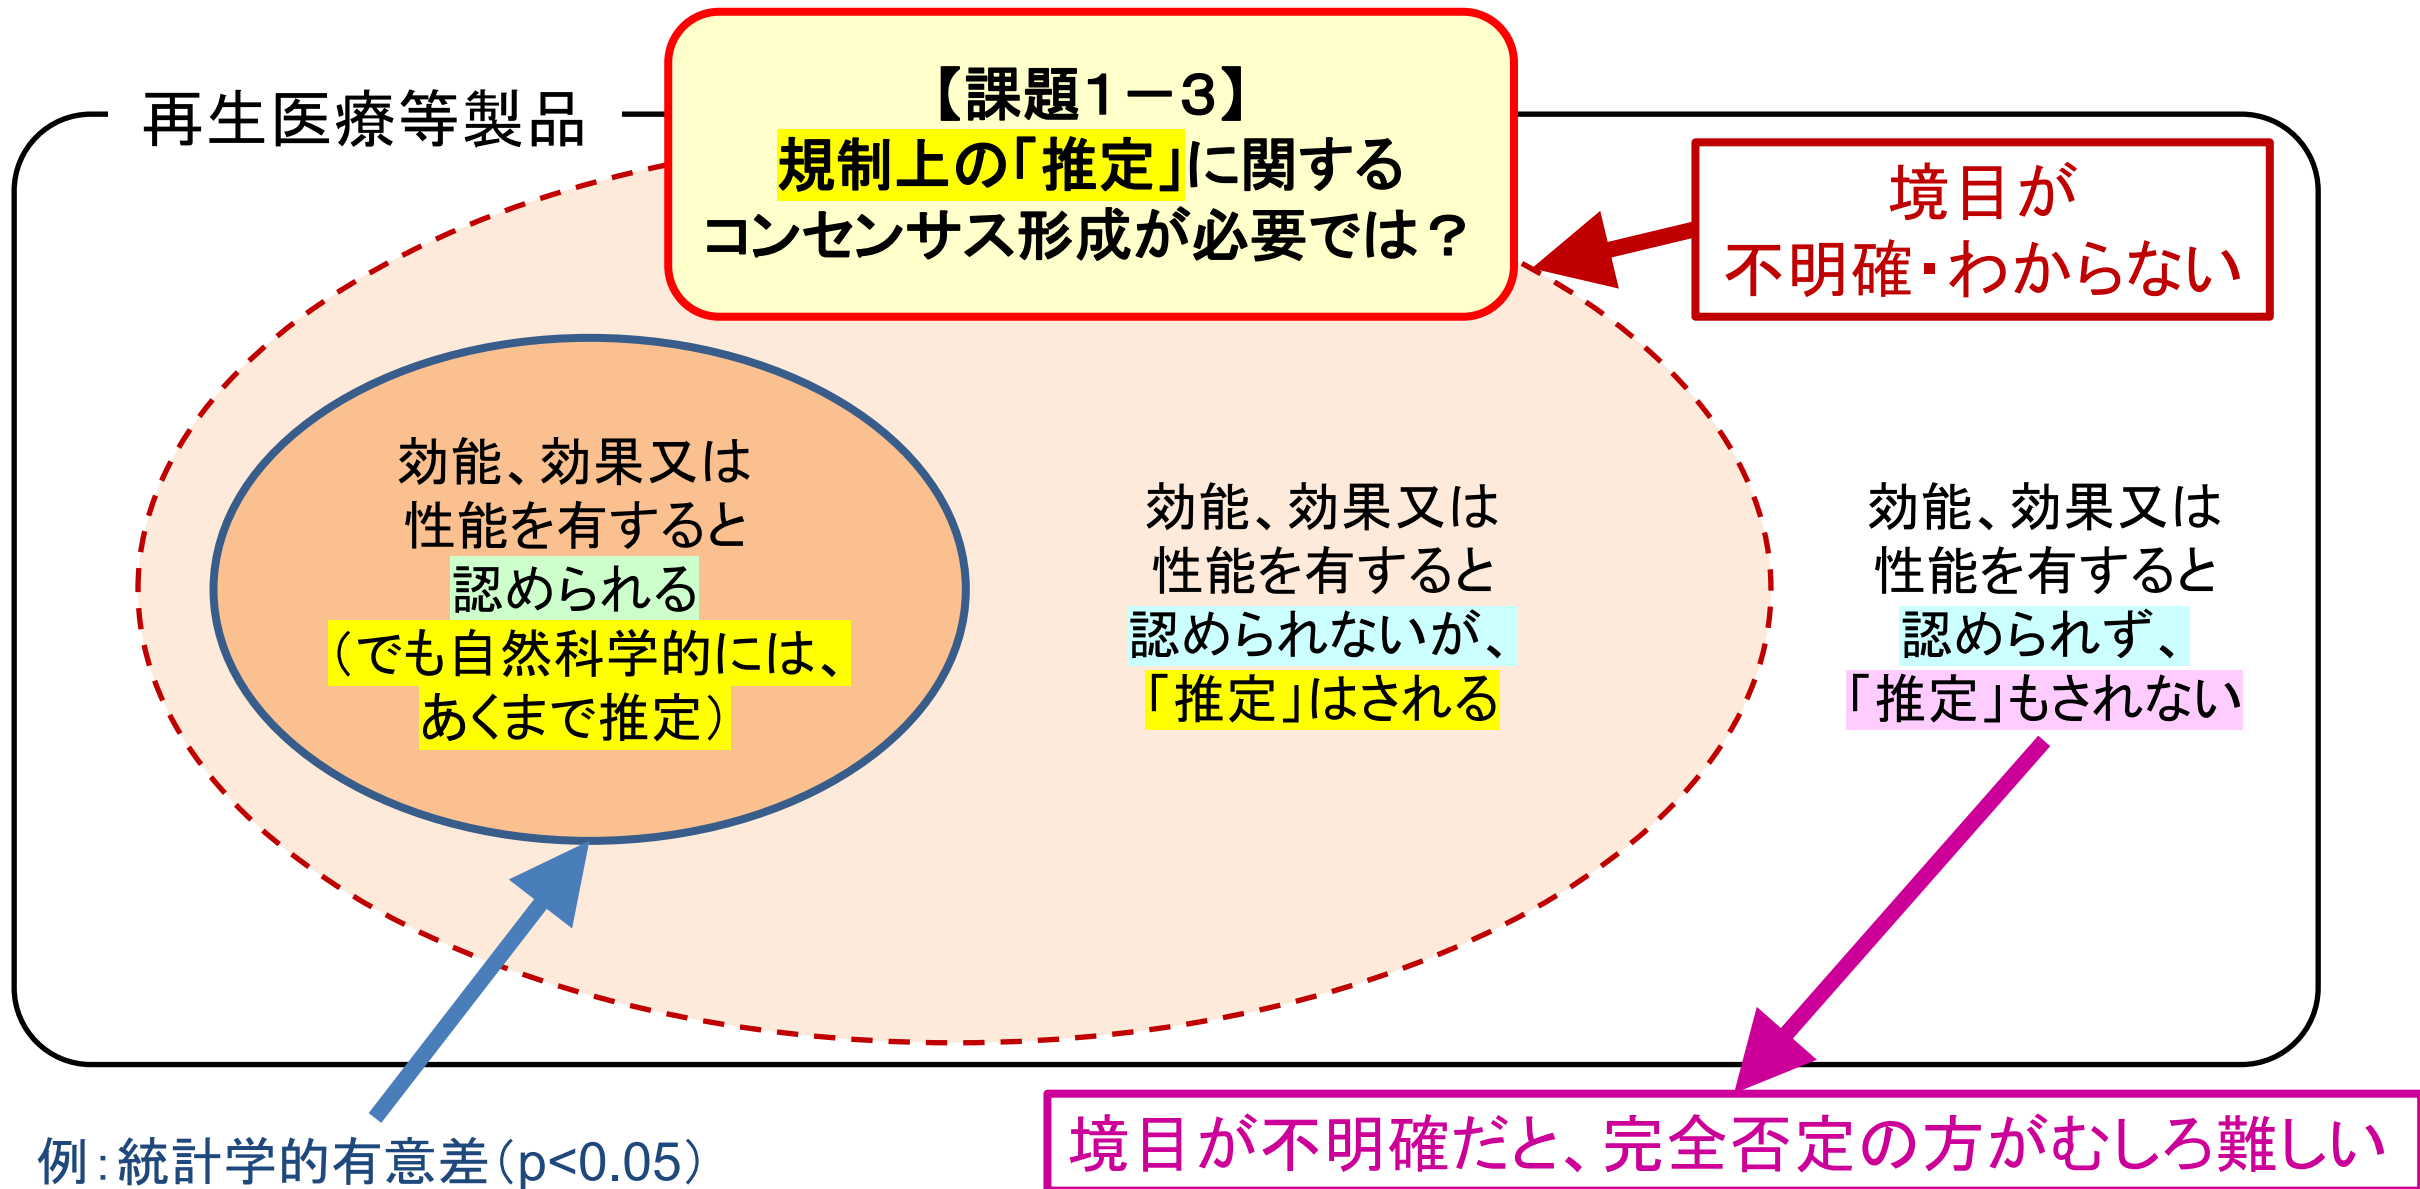 再生医療等製品
【課題１－３】
規制上の「推定」に関する
コンセンサス形成が必要では？
境目が
不明確・わからない
効能、効果又は
性能を有すると
認められる
（でも自然科学的には、
あくまで推定）
効能、効果又は
性能を有すると
認められないが、
「推定」はされる
効能、効果又は
性能を有すると
認められず、
「推定」もされない
例：統計学的有意差（p<0.05）
境目が不明確だと、完全否定の方がむしろ難しい